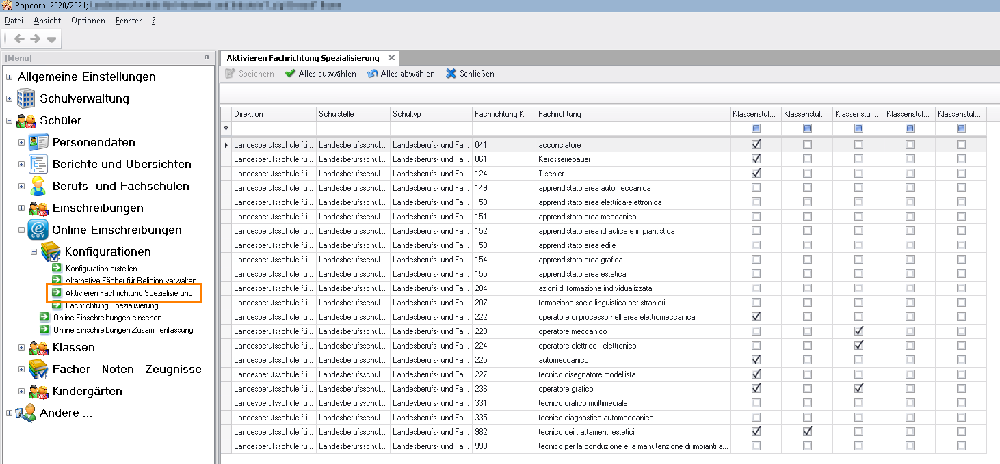 Popcorn: 2020/2021;
Datei Ansicht Optionen Fenster ?
[Menu]
Allgemeine Einstellungen
Schulverwaltung
Schüler
Personendaten
Berichte und Übersichten
Berufs- und Fachschulen
Einschreibungen
Online Einschreibungen
Konfigurationen
Konfiguration erstellen
Alternative Fächer für Religion verwalten
Aktivieren Fachrichtung Spezialisierung
Fachrichtung Spezialisierung
Online-Einschreibungen einsehen
Online Einschreibungen Zusammenfassung
Klassen
Fächer - Noten - Zeugnisse
Kindergärten
Andere ...
Aktivieren Fachrichtung Spezialisierung
Speichern Alles auswählen Alles abwählen Schließen
Direktion Schulstelle Schultyp Fachrichtung K... Fachrichtung Klassenstuf... Klassenstuf... Klassenstuf... Klassenstuf... Klassenstuf...
Landesberufsschule fü... Landesberufsschul... Landesberufs- und Fa... 041 acconciatore
Landesberufsschule fü... Landesberufsschul... Landesberufs- und Fa... 061 Karosseriebauer
Landesberufsschule fü... Landesberufsschul... Landesberufs- und Fa... 124 Tischler
Landesberufsschule fü... Landesberufsschul... Landesberufs- und Fa... 149 apprendistato area automeccanica
Landesberufsschule fü... Landesberufsschul... Landesberufs- und Fa... 150 apprendistato area elettrica-elettronica
Landesberufsschule fü... Landesberufsschul... Landesberufs- und Fa... 151 apprendistato area meccanica
Landesberufsschule fü... Landesberufsschul... Landesberufs- und Fa... 152 apprendistato area idraulica e impiantistica
Landesberufsschule fü... Landesberufsschul... Landesberufs- und Fa... 153 apprendistato area edile
Landesberufsschule fü... Landesberufsschul... Landesberufs- und Fa... 154 apprendistato area grafica
Landesberufsschule fü... Landesberufsschul... Landesberufs- und Fa... 155 apprendistato area estetica
Landesberufsschule fü... Landesberufsschul... Landesberufs- und Fa... 204 azioni di formazione individualizzata
Landesberufsschule fü... Landesberufsschul... Landesberufs- und Fa... 207 formazione socio-linguistica per stranieri
Landesberufsschule fü... Landesberufsschul... Landesberufs- und Fa... 222 operatore di processo nell'area elettromeccanica
Landesberufsschule fü... Landesberufsschul... Landesberufs- und Fa... 223 operatore meccanico
Landesberufsschule fü... Landesberufsschul... Landesberufs- und Fa... 224 operatore elettrico - elettronico
Landesberufsschule fü... Landesberufsschul... Landesberufs- und Fa... 225 automeccanico
Landesberufsschule fü... Landesberufsschul... Landesberufs- und Fa... 227 tecnico disegnatore modellista
Landesberufsschule fü... Landesberufsschul... Landesberufs- und Fa... 236 operatore grafico
Landesberufsschule fü... Landesberufsschul... Landesberufs- und Fa... 331 tecnico grafico multimediale
Landesberufsschule fü... Landesberufsschul... Landesberufs- und Fa... 335 tecnico diagnostico automeccanico
Landesberufsschule fü... Landesberufsschul... Landesberufs- und Fa... 982 tecnico dei trattamenti estetici
Landesberufsschule fü... Landesberufsschul... Landesberufs- und Fa... 998 tecnico per la conduzione e la manutenzione di impianti a...